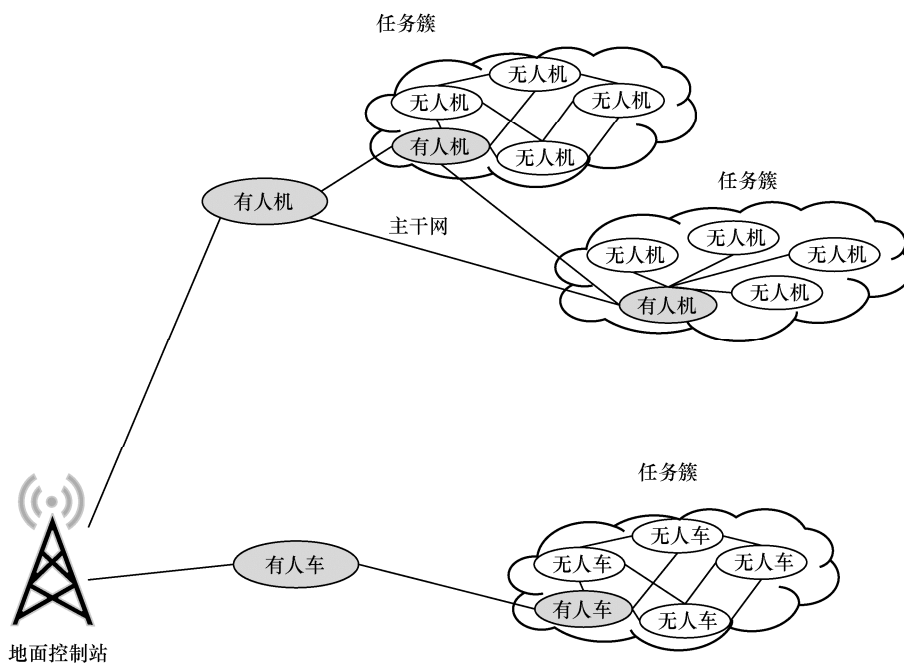 任务簇
无人机
无人机
无人机
有人机
无人机
任务簇
有人机
主干网
无人机
无人机
无人机
无人机
有人机
任务簇
无人车
无人车
无人车
有人车
有人车
无人车
地面控制站